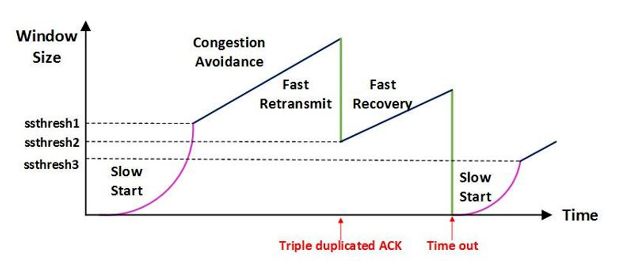 Window
Size
Congestion
Avoidance
Fast
Retransmit
Fast
Recovery
ssthresh1
ssthresh2
ssthresh3
Slow
Start
Slow
Start
Time
Triple duplicated ACK
Time out